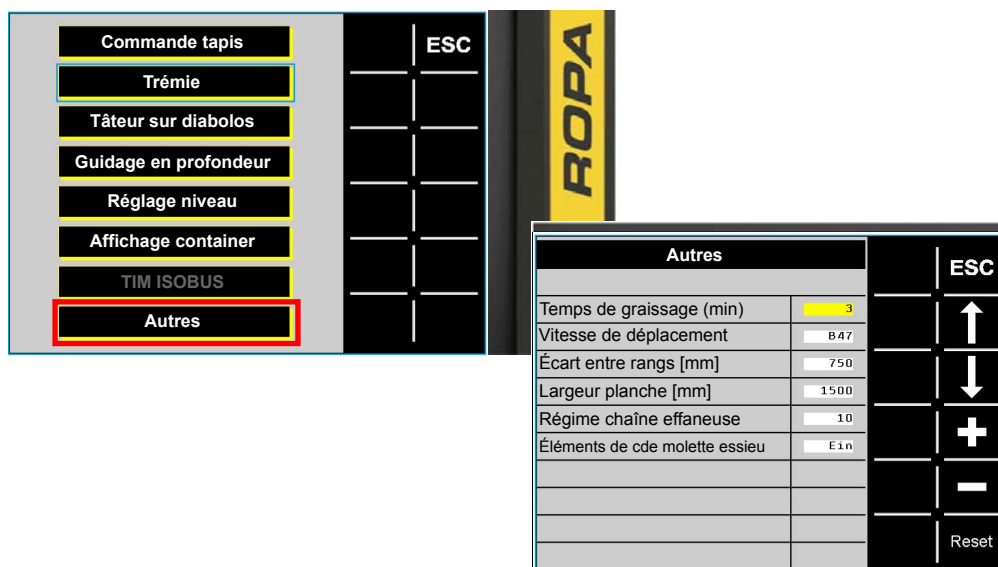 Commande tapis
ESC
Trémie
Tâteur sur diabolos
Guidage en profondeur
Réglage niveau
Affichage container
TIM ISOBUS
Autres
ROPA
Autres
ESC
Temps de graissage (min) 3
Vitesse de déplacement B47
Écart entre rangs [mm] 750
Largeur planche [mm] 1500
Régime chaîne effaneuse 10
Éléments de cde molette essieu Ein
Reset